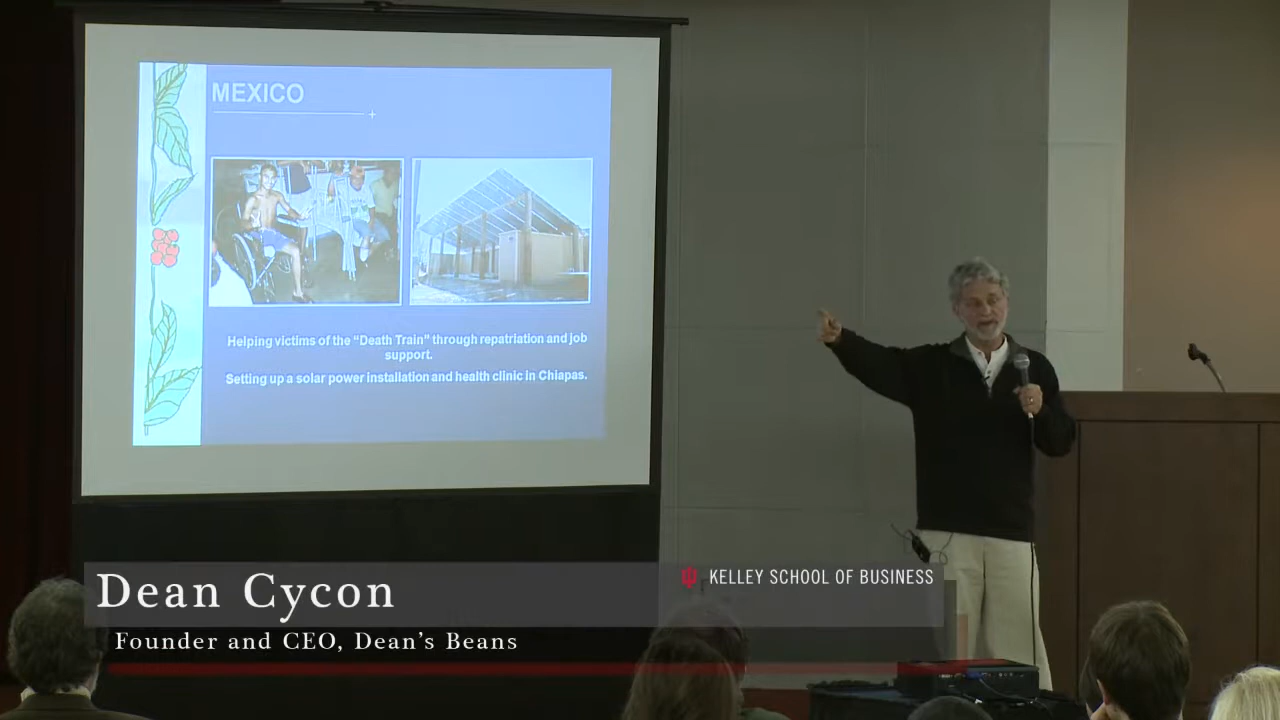 MEXICO
Helping victims of the “Death Train” through repatriation and job
support.
Setting up a solar power installation and health clinic in Chiapas.
Dean Cycon
KELLEY SCHOOL OF BUSINESS
Founder and CEO, Dean’s Beans